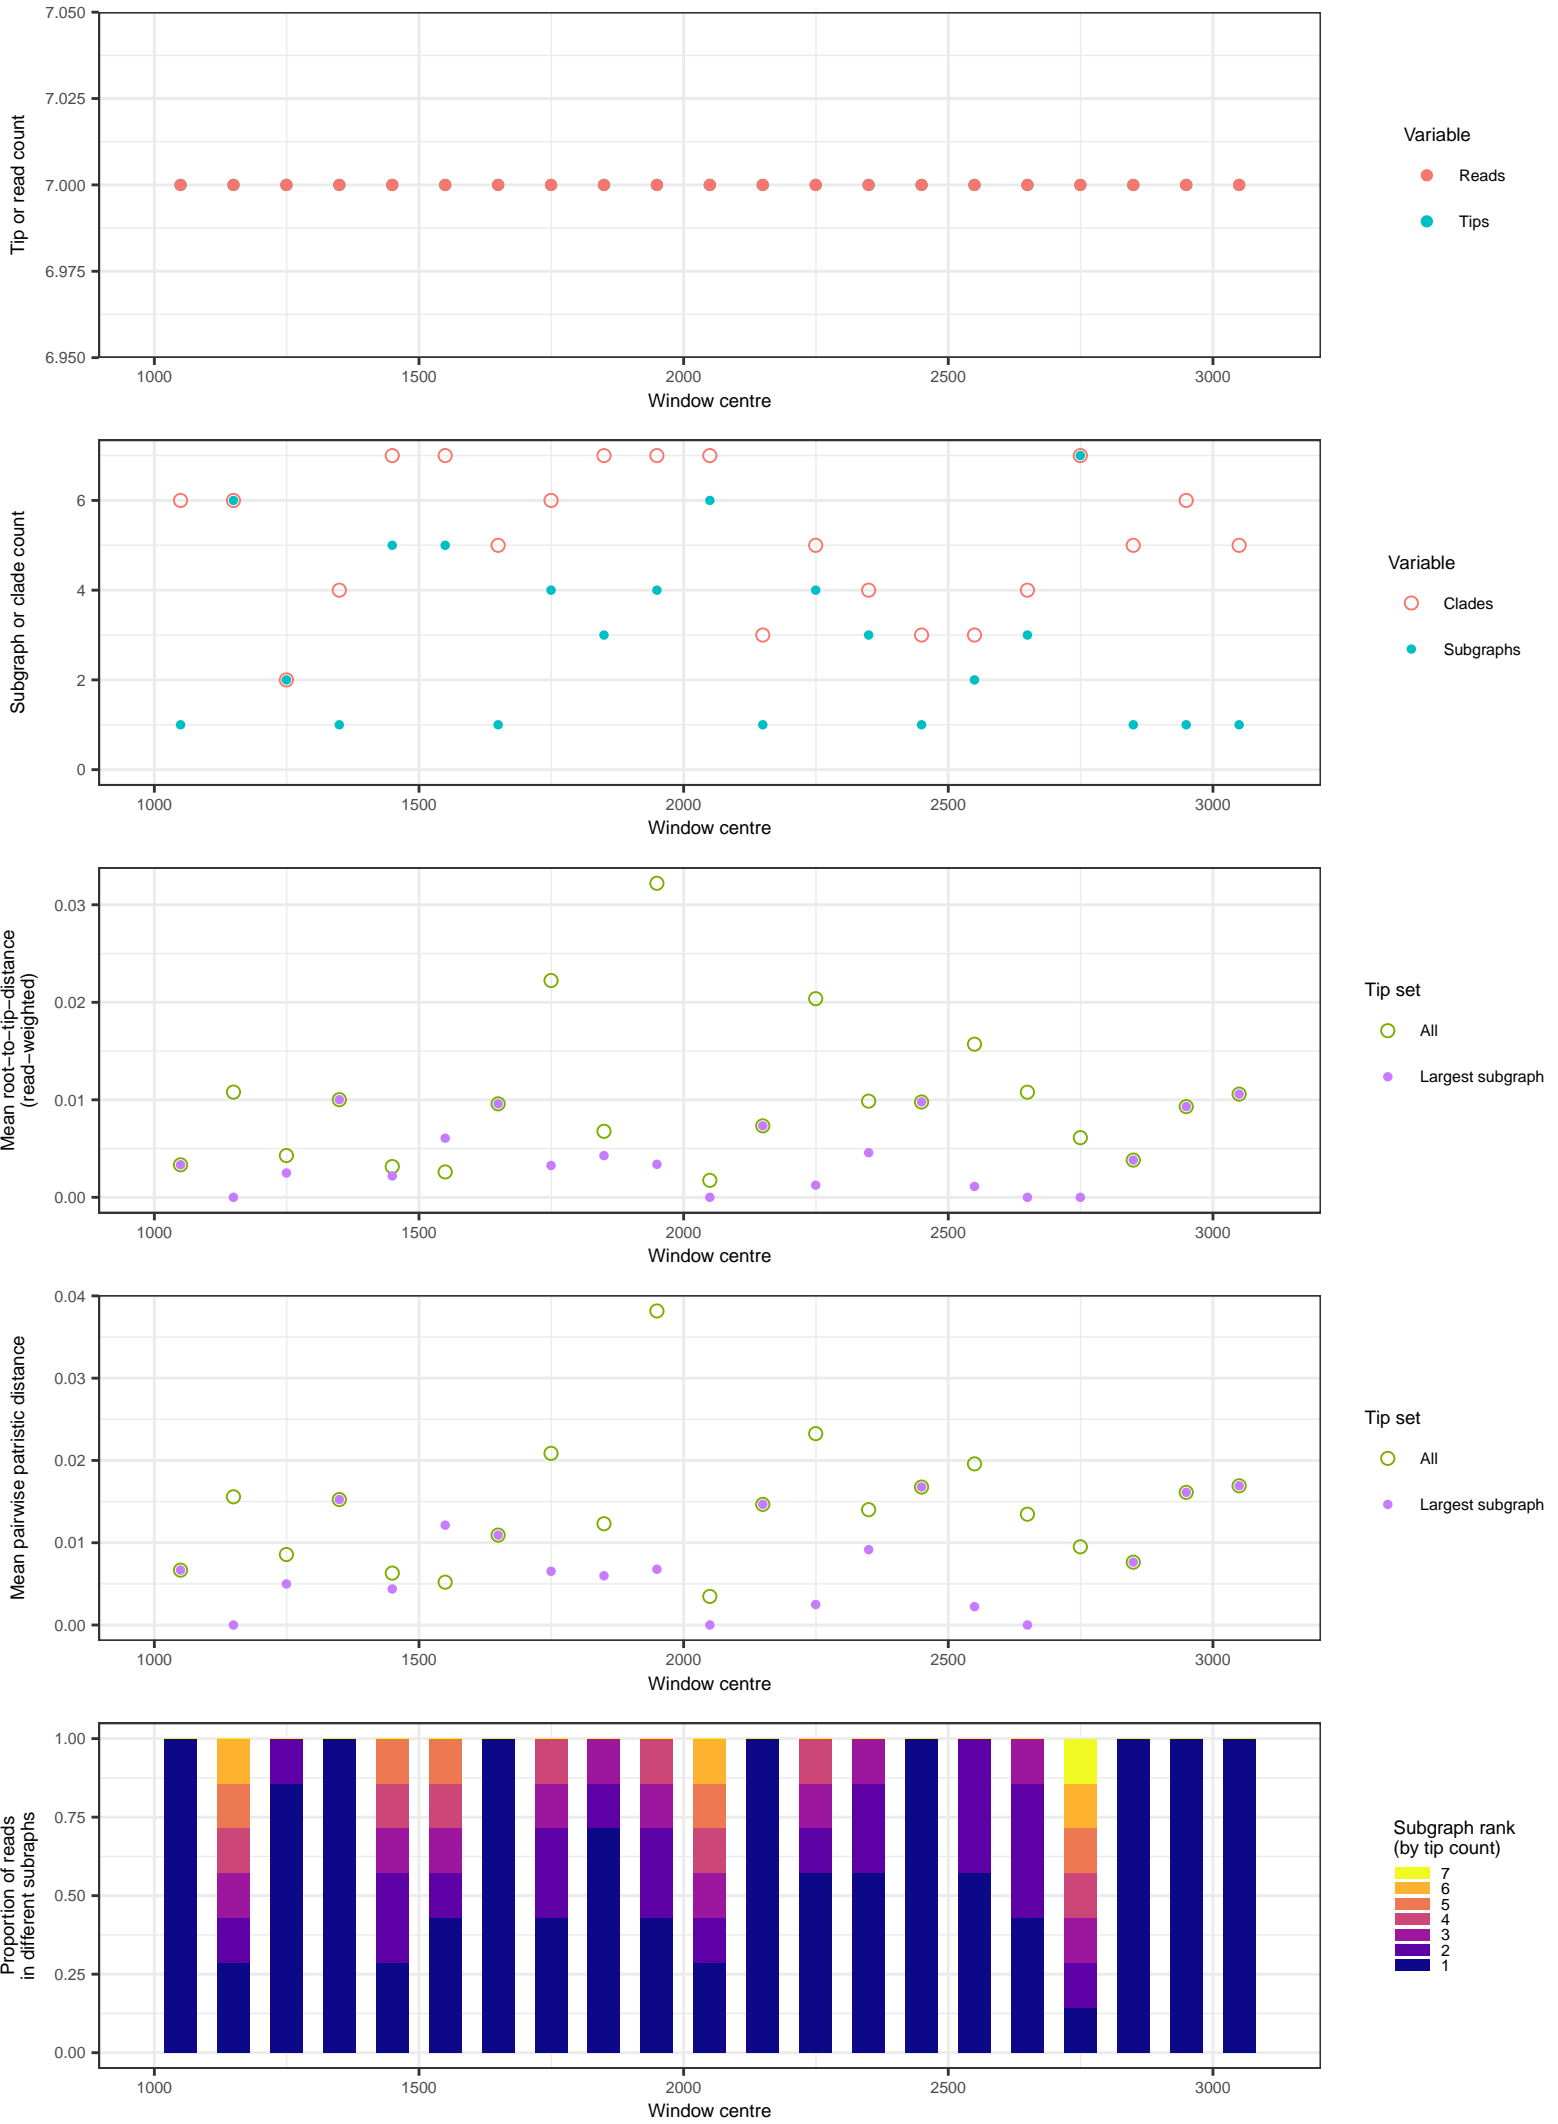 7.050
7.025
7.000
6.975
6.950
Tip or read count
1000 1500 2000 2500 3000
Window centre
Variable
Reads
Tips
6
4
2
0
Subgraph or clade count
1000 1500 2000 2500 3000
Window centre
Variable
Clades
Subgraphs
0.03
0.02
0.01
0.00
Mean root−to−tip−distance
(read−weighted)
1000 1500 2000 2500 3000
Window centre
Tip set
All
Largest subgraph
0.04
0.03
0.02
0.01
0.00
Mean pairwise patristic distance
1000 1500 2000 2500 3000
Window centre
Tip set
All
Largest subgraph
1.00
0.75
0.50
0.25
0.00
Proportion of reads
in different subraphs
1000 1500 2000 2500 3000
Window centre
Subgraph rank
(by tip count)
7
6
5
4
3
2
1